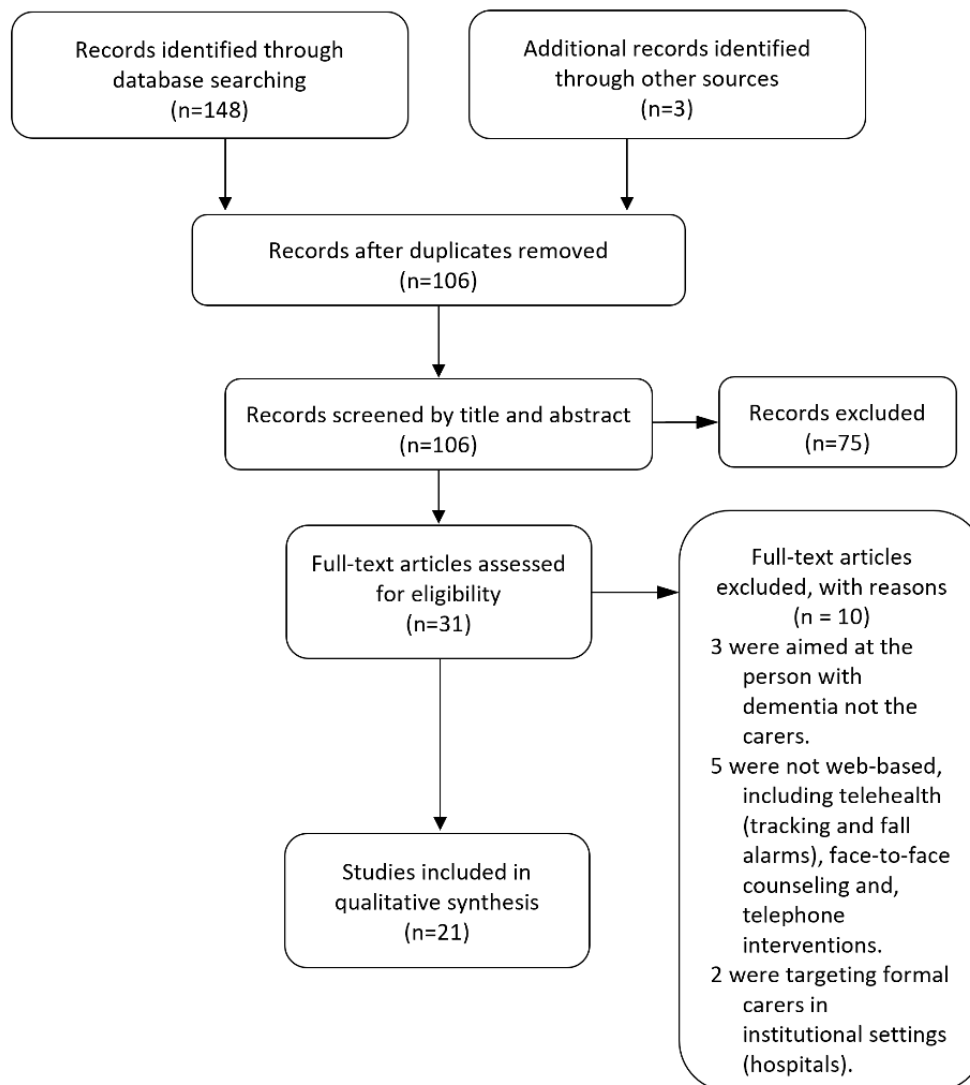 Records identified through
database searching
(n=148)
Additional records identified
through other sources
(n=3)
Records after duplicates removed
(n=106)
Records screened by title and abstract
(n=106)
Records excluded
(n=75)
Full-text articles assessed
for eligibility
(n=31)
Full-text articles
excluded, with reasons
(n = 10)
3 were aimed at the
person with
dementia not the
carers.
5 were not web-based,
including telehealth
(tracking and fall
alarms), face-to-face
counseling and,
telephone
interventions.
2 were targeting formal
carers in
institutional settings
(hospitals).
Studies included in
qualitative synthesis
(n=21)